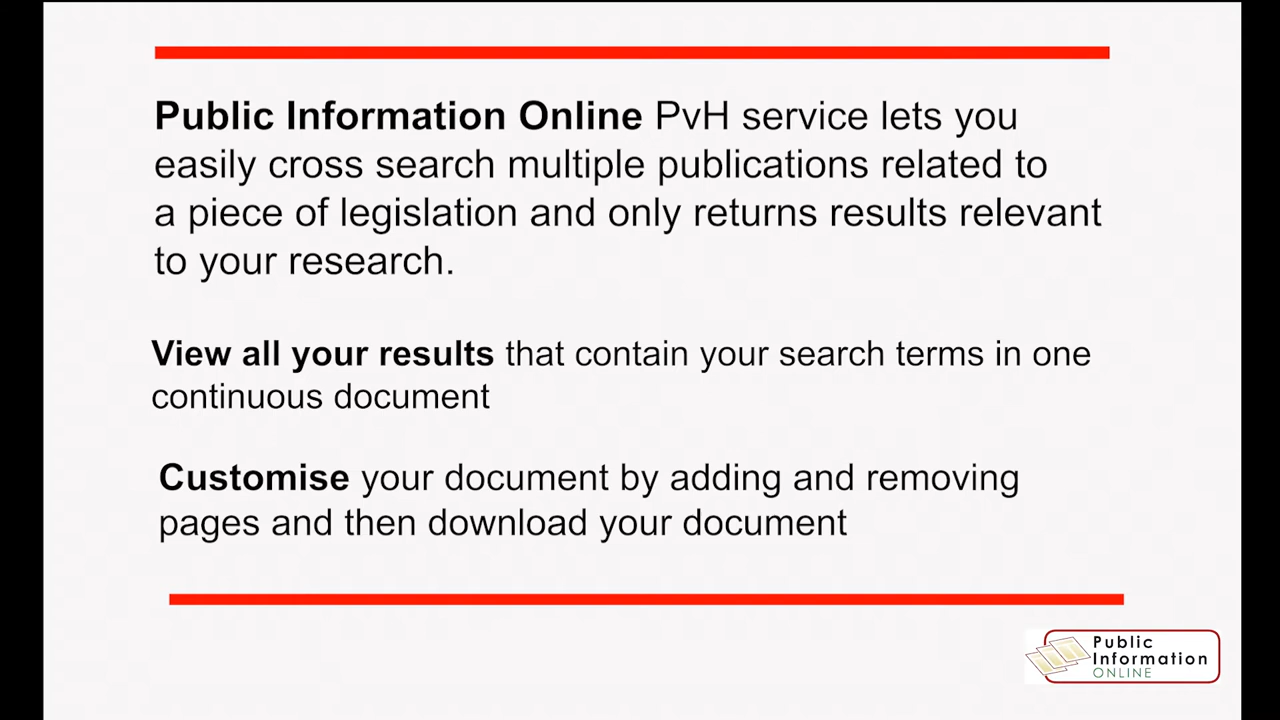 Public Information Online PvH service lets you
easily cross search multiple publications related to
a piece of legislation and only returns results relevant
to your research.
View all your results that contain your search terms in one
continuous document
Customise your document by adding and removing
pages and then download your document
Public
Information
ONLINE